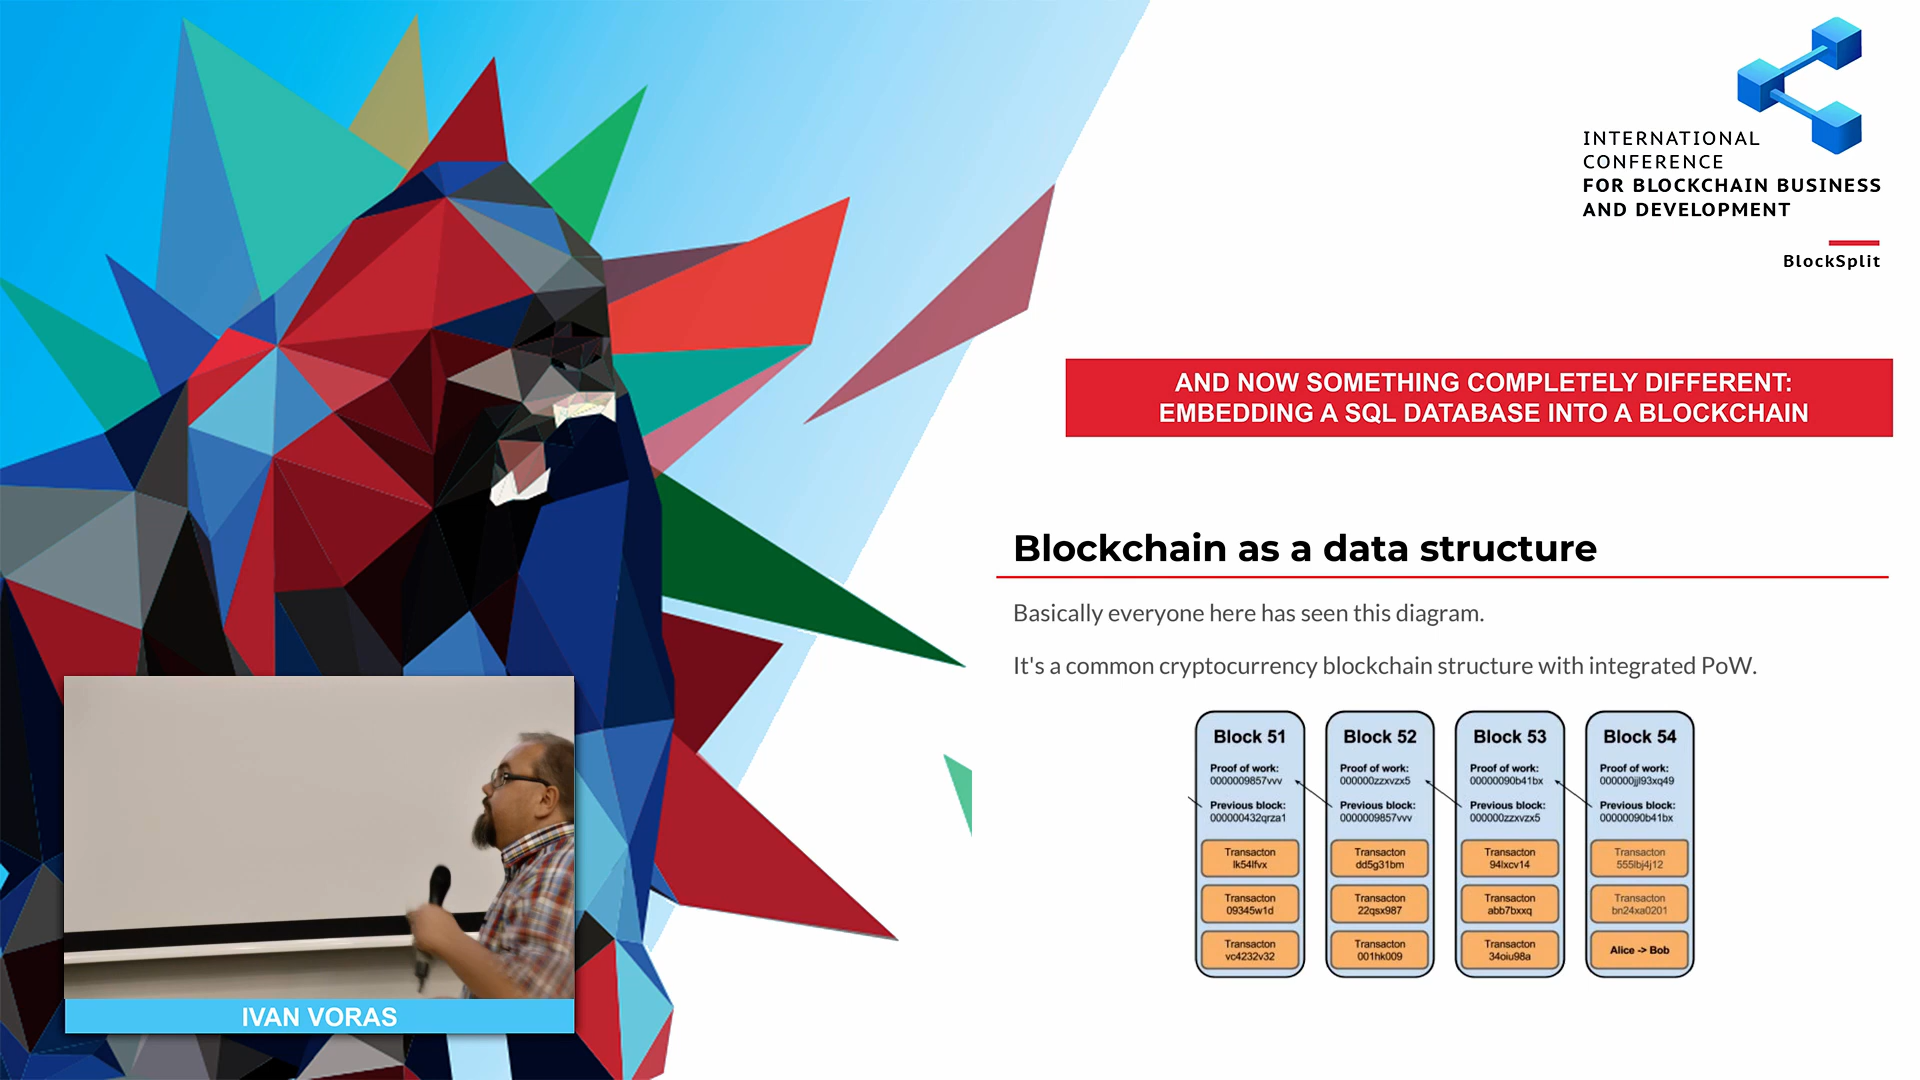 INTERNATIONAL
CONFERENCE
FOR BLOCKCHAIN BUSINESS
AND DEVELOPMENT
BlockSplit
AND NOW SOMETHING COMPLETELY DIFFERENT:
EMBEDDING A SQL DATABASE INTO A BLOCKCHAIN
Blockchain as a data structure
Basically everyone here has seen this diagram.
It's a common cryptocurrency blockchain structure with integrated PoW.
Block 51
Proof of work:
0000009857vvv
Previous block:
000000432qrza1
Transacton
lk54lfvx
Transacton
09345w1d
Transacton
vc4232v32
Block 52
Proof of work:
000000zzxvzx5
Previous block:
0000009857vvv
Transacton
dd5g31bm
Transacton
22qsx987
Transacton
001hk009
Block 53
Proof of work:
00000090b41bx
Previous block:
000000zzxvzx5
Transacton
94lxcv14
Transacton
abb7bxxq
Transacton
34oiu98a
Block 54
Proof of work:
000000jjl93xq49
Previous block:
00000090b41bx
Transacton
555lbj4j12
Transacton
bn24xa0201
Alice -> Bob
IVAN VORAS